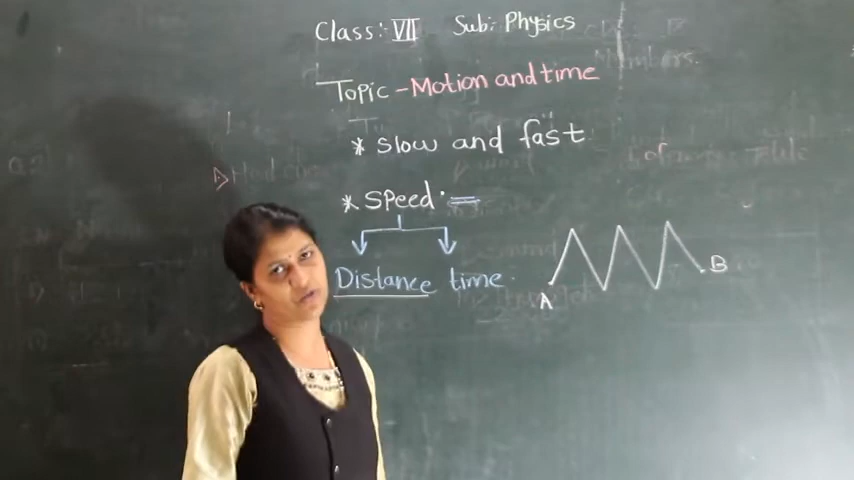 Class:- VII Sub:- Physics
Topic - Motion and time
* Slow and fast
* Speed. =
Distance time.
A B